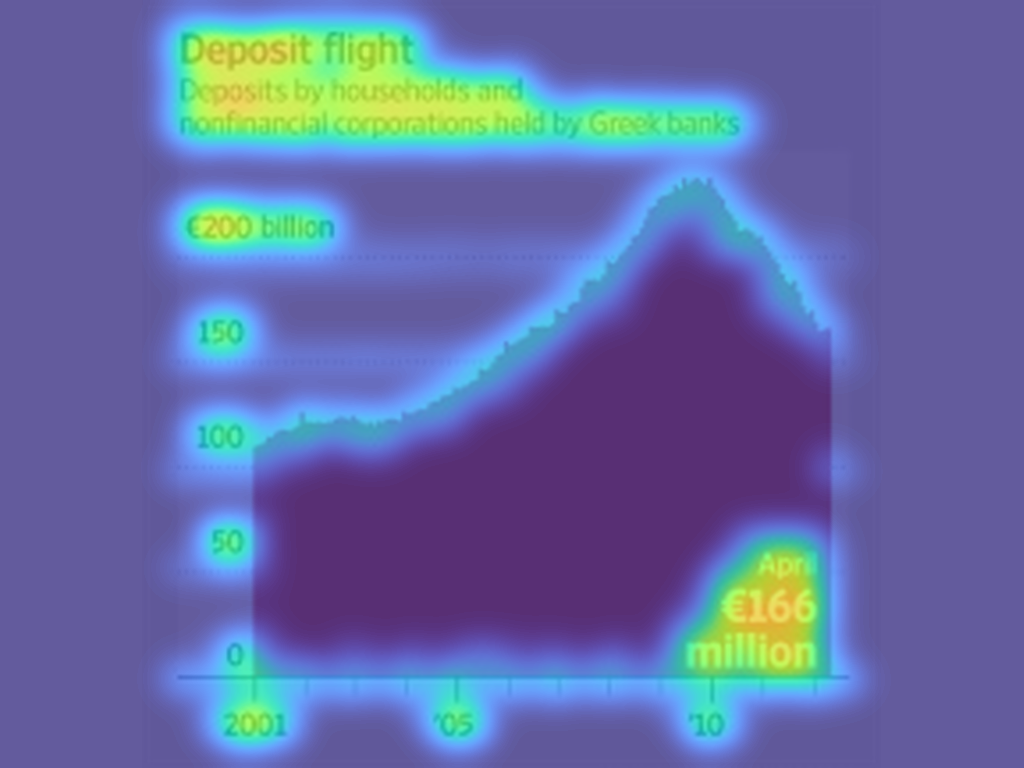 Deposit flight
Deposits by households and
nonfinancial corporations held by Greek banks
€200 billion
150
100
50
0
April
€166
million
2001
'05
'10